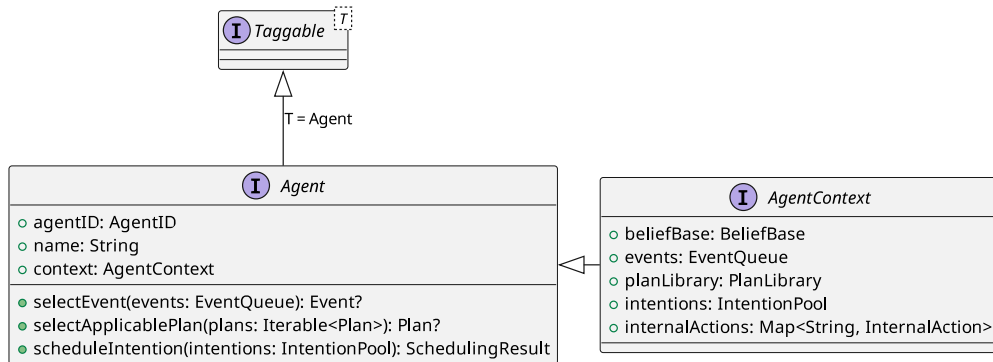 I Taggable T
T = Agent
I Agent
agentID: AgentID
name: String
context: AgentContext
selectEvent(events: EventQueue): Event?
selectApplicablePlan(plans: Iterable<Plan>): Plan?
scheduleIntention(intentions: IntentionPool): SchedulingResult
I AgentContext
beliefBase: BeliefBase
events: EventQueue
planLibrary: PlanLibrary
intentions: IntentionPool
internalActions: Map<String, InternalAction>